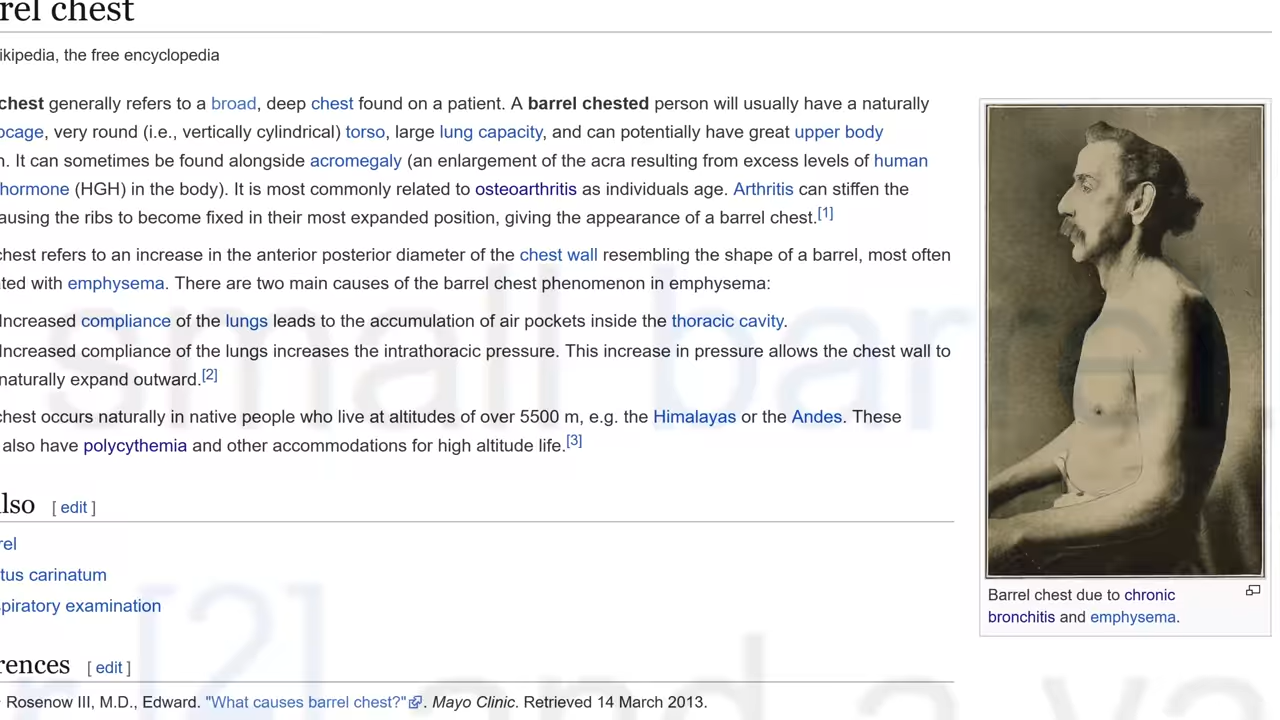 rel chest
ikipedia, the free encyclopedia
chest generally refers to a broad, deep chest found on a patient. A barrel chested person will usually have a naturally
ocage, very round (i.e., vertically cylindrical) torso, large lung capacity, and can potentially have great upper body
n. It can sometimes be found alongside acromegaly (an enlargement of the acra resulting from excess levels of human
hormone (HGH) in the body). It is most commonly related to osteoarthritis as individuals age. Arthritis can stiffen the
ausing the ribs to become fixed in their most expanded position, giving the appearance of a barrel chest.[1]
chest refers to an increase in the anterior posterior diameter of the chest wall resembling the shape of a barrel, most often
ted with emphysema. There are two main causes of the barrel chest phenomenon in emphysema:
Increased compliance of the lungs leads to the accumulation of air pockets inside the thoracic cavity.
Increased compliance of the lungs increases the intrathoracic pressure. This increase in pressure allows the chest wall to
naturally expand outward.[2]
chest occurs naturally in native people who live at altitudes of over 5500 m, e.g. the Himalayas or the Andes. These
also have polycythemia and other accommodations for high altitude life.[3]
small barrel
lso [ edit ]
rel
tus carinatum
spiratory examination
[2]
rences [ edit ]
Rosenow III, M.D., Edward. "What causes barrel chest?". Mayo Clinic. Retrieved 14 March 2013.
and a va
Barrel chest due to chronic
bronchitis and emphysema.